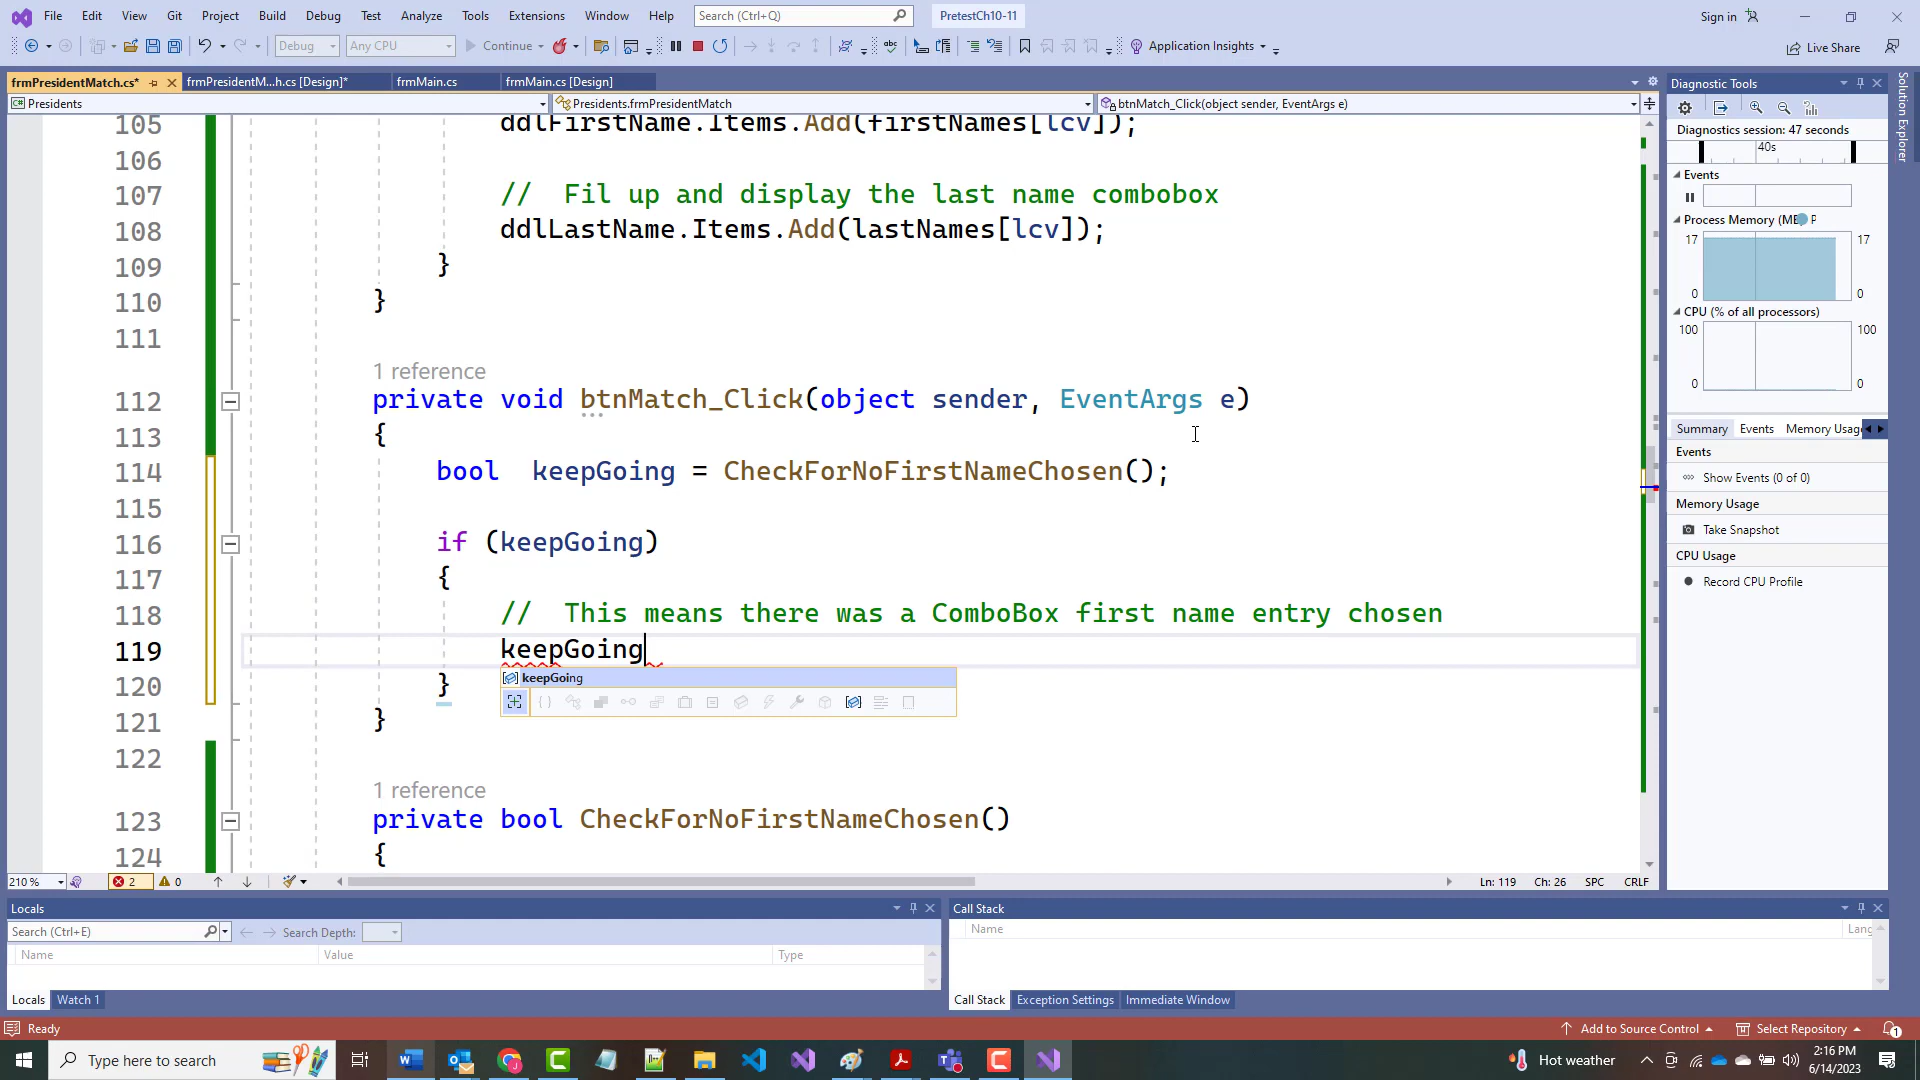 File Edit View Git Project Build Debug Test Analyze Tools Extensions Window Help Search (Ctrl+Q) PretestCh10-11 Sign in
Debug Any CPU Continue Application Insights Live Share
frmPresidentMatch.cs* frmPresidentM...h.cs [Design]* frmMain.cs frmMain.cs [Design]
Presidents Presidents.frmPresidentMatch btnMatch_Click(object sender, EventArgs e)
105 ddlFirstName.Items.Add(firstNames[lcv]);
106
107 // Fil up and display the last name combobox
108 ddlLastName.Items.Add(lastNames[lcv]);
109 }
110 }
111
1 reference
112 private void btnMatch_Click(object sender, EventArgs e)
113 {
114 bool keepGoing = CheckForNoFirstNameChosen();
115
116 if (keepGoing)
117 {
118 // This means there was a ComboBox first name entry chosen
119 keepGoing
keepGoing
120 }
121 }
122
1 reference
123 private bool CheckForNoFirstNameChosen()
124 {
210 % 2 0 Ln: 119 Ch: 26 SPC CRLF
Diagnostic Tools
Diagnostics session: 47 seconds
40s
Events
Process Memory (MB) P
17 17
0 0
CPU (% of all processors)
100 100
0 0
Summary Events Memory Usag
Events
Show Events (0 of 0)
Memory Usage
Take Snapshot
CPU Usage
Record CPU Profile
Solution Explorer
Locals
Search (Ctrl+E) Search Depth:
Name Value Type
Locals Watch 1
Call Stack
Name Lang
Call Stack Exception Settings Immediate Window
Ready Add to Source Control Select Repository 1
Type here to search Hot weather 2:16 PM
6/14/2023